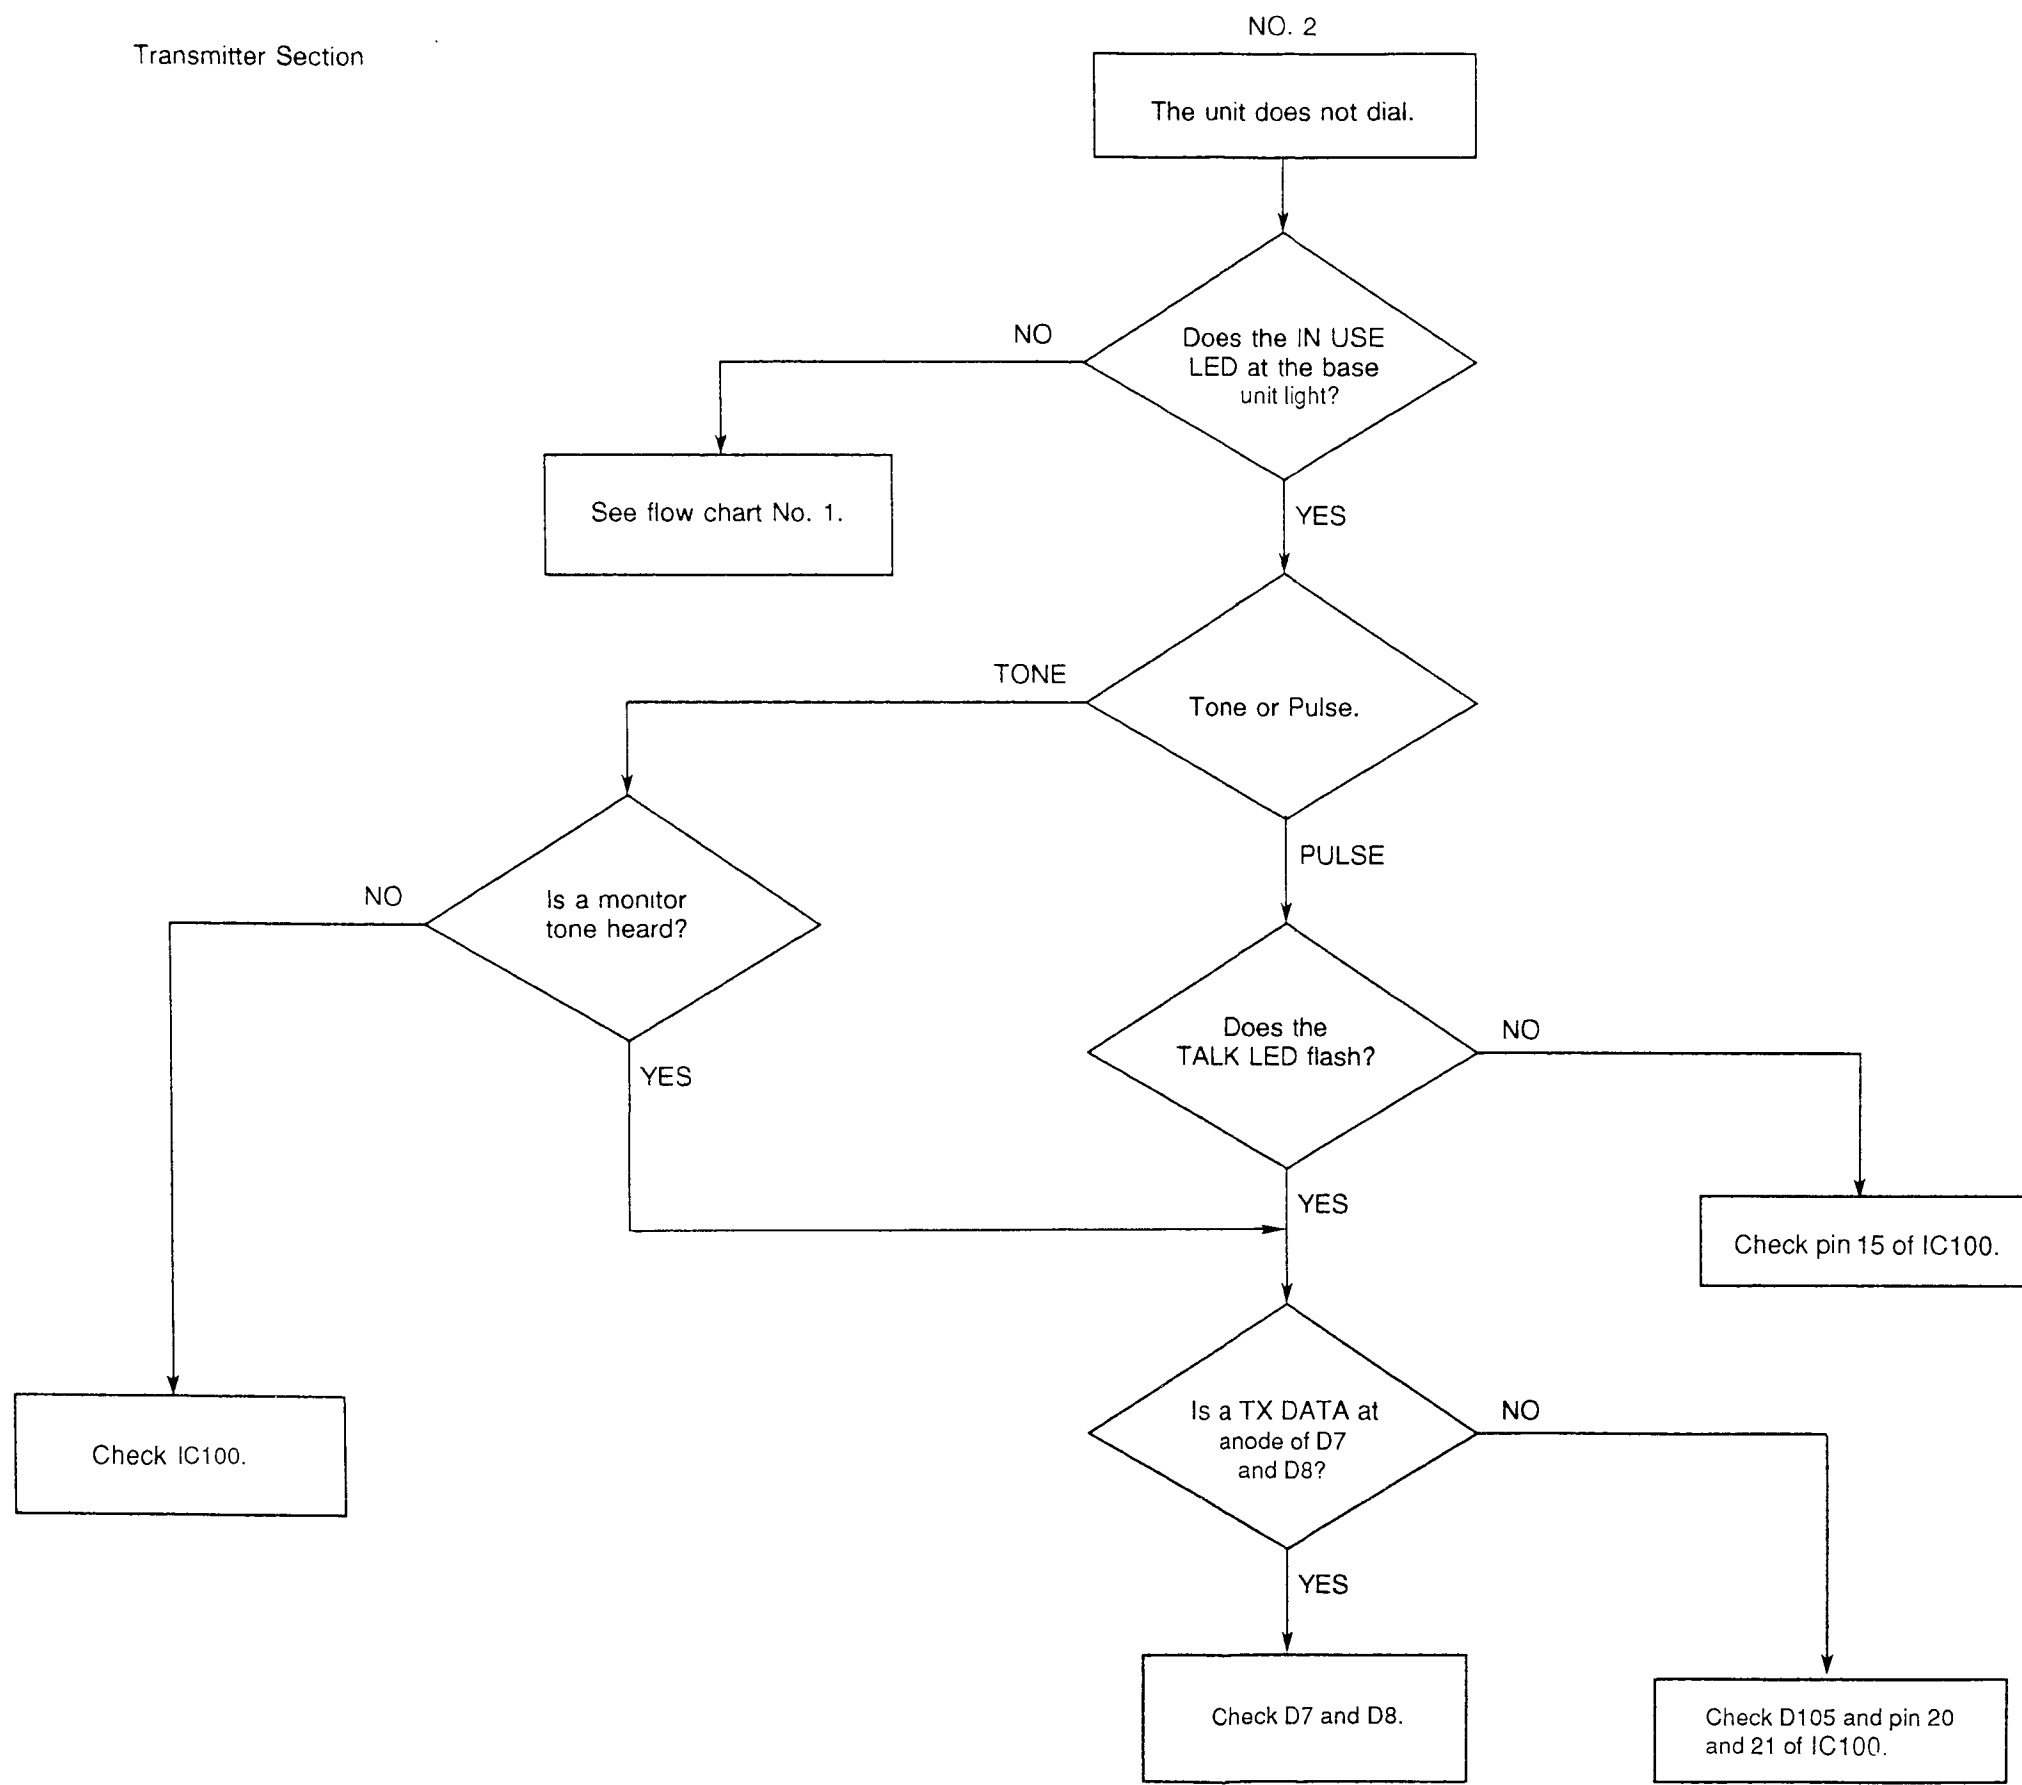 Transmitter Section
NO. 2
The unit does not dial.
NO
Does the IN USE
LED at the base
unit light?
See flow chart No. 1.
YES
TONE
Tone or Pulse.
PULSE
NO
Is a monitor
tone heard?
YES
Does the
TALK LED flash?
NO
YES
Check pin 15 of IC100.
Check IC100.
Is a TX DATA at
anode of D7
and D8?
NO
YES
Check D7 and D8.
Check D105 and pin 20
and 21 of IC100.